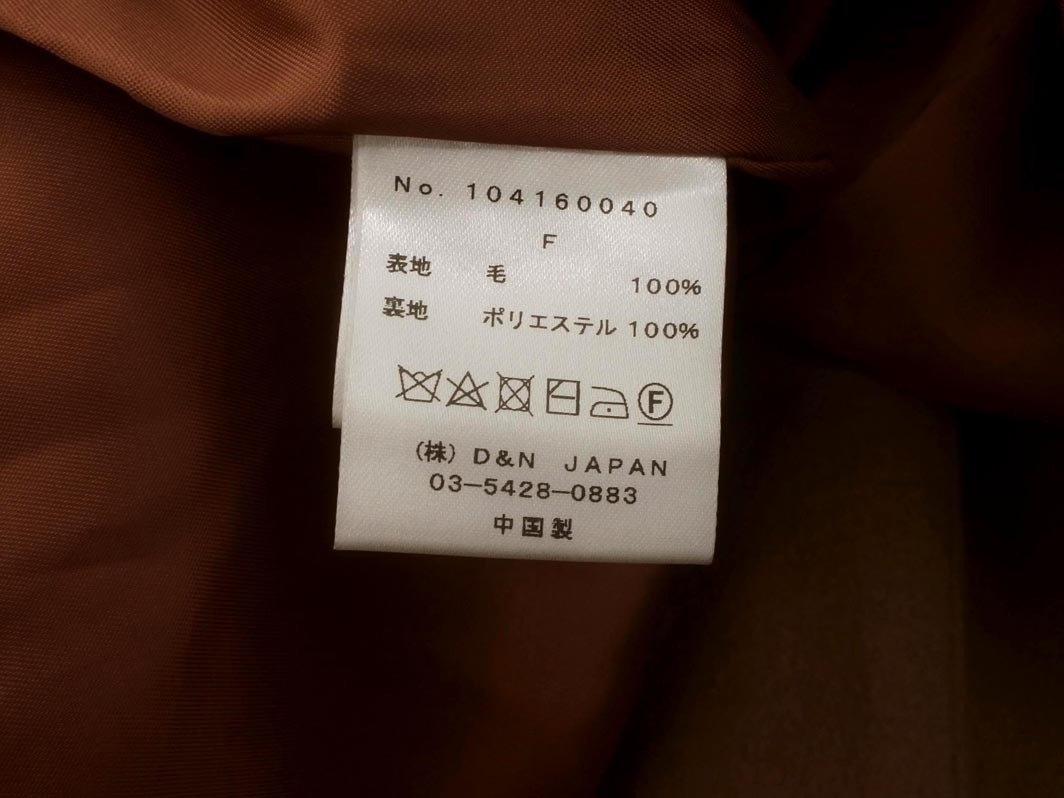 No. 104160040
F
表地 毛 100%
裏地 ポリエステル 100%
F
(株) D&N JAPAN
03-5428-0883
中国製